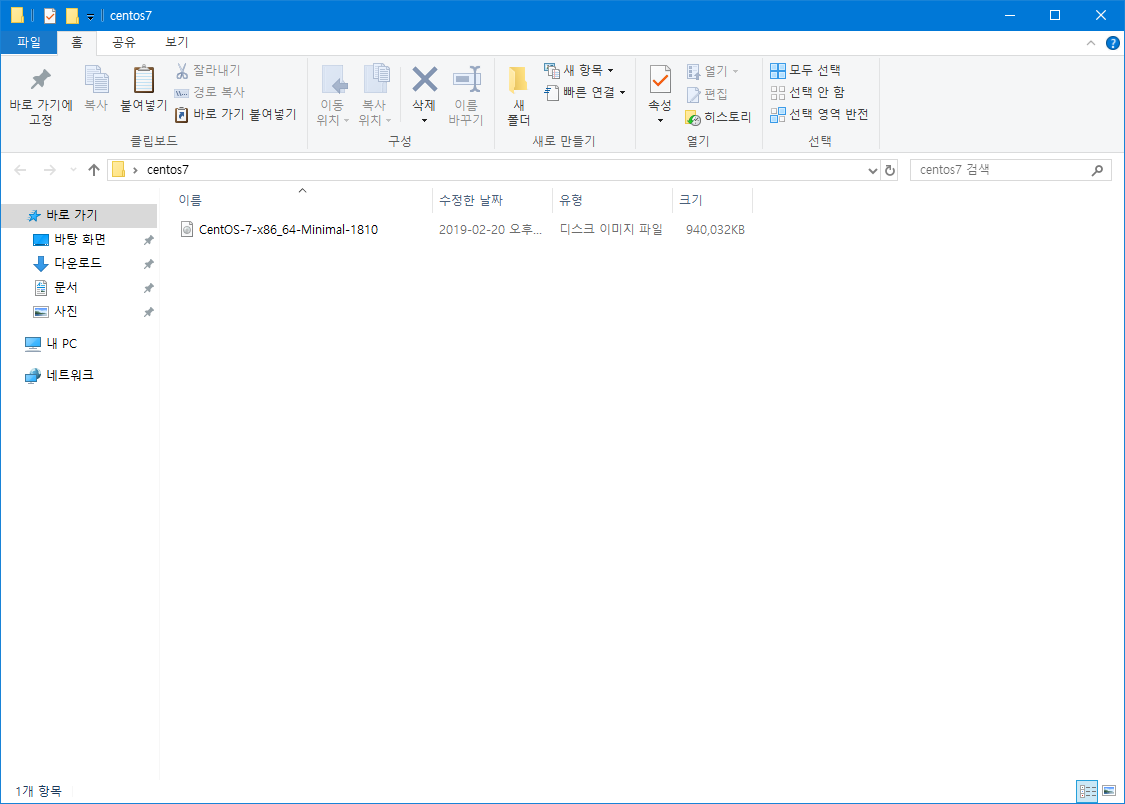 centos7
파일
홈
공유
보기
바로 가기에
고정
복사
붙여넣기
잘라내기
경로 복사
바로 가기 붙여넣기
클립보드
이동
위치
복사
위치
삭제
이름
바꾸기
구성
새
폴더
새 항목
빠른 연결
새로 만들기
속성
열기
편집
히스토리
열기
모두 선택
선택 안 함
선택 영역 반전
선택
centos7
centos7 검색
바로 가기
바탕 화면
다운로드
문서
사진
내 PC
네트워크
이름
수정한 날짜
유형
크기
CentOS-7-x86_64-Minimal-1810
2019-02-20 오후...
디스크 이미지 파일
940,032KB
1개 항목